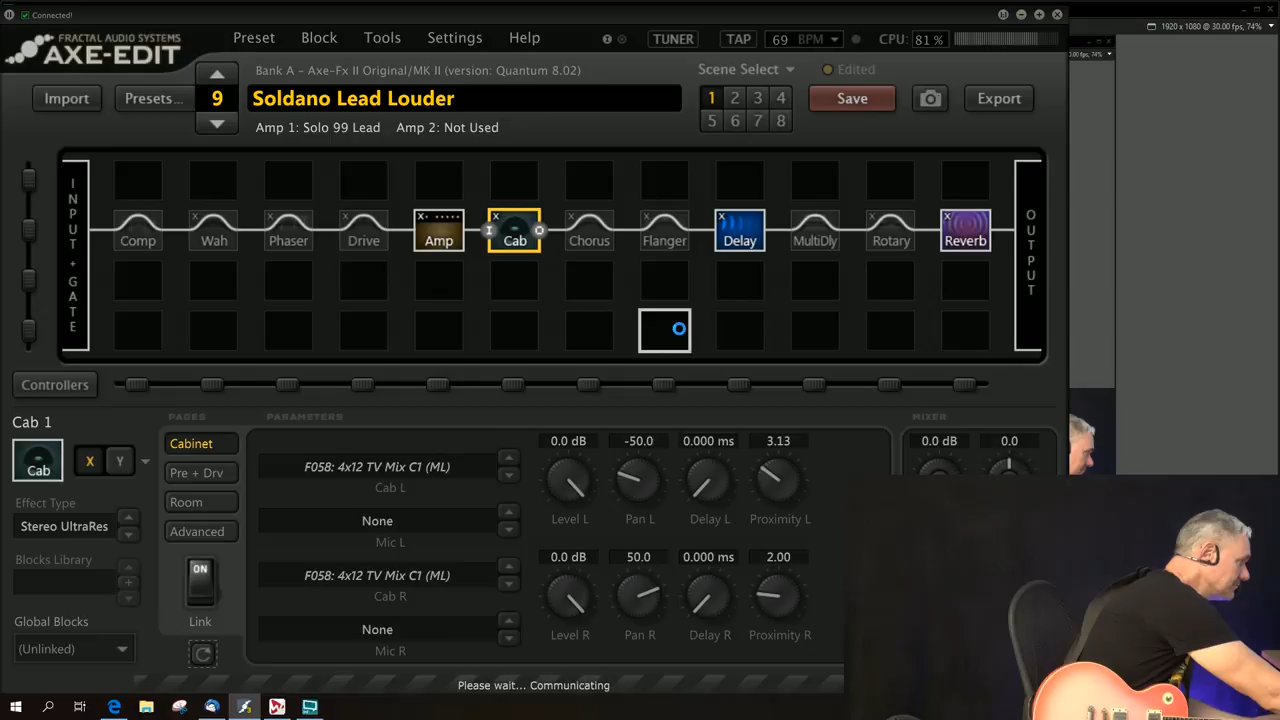 Connected!
1920 x 1080 @ 30.00 fps, 74%
00 fps, 74%
FRACTAL AUDIO SYSTEMS
AXE-EDIT
Preset Block Tools Settings Help
TUNER TAP 69 BPM CPU: 81 %
Bank A - Axe-Fx II Original/MK II (version: Quantum 8.02)
Scene Select Edited
Import Presets... 9 Soldano Lead Louder 1 2 3 4 Save Export
5 6 7 8
Amp 1: Solo 99 Lead Amp 2: Not Used
INPUT + GATE
OUTPUT
Comp Wah Phaser Drive Amp Cab Chorus Flanger Delay MultiDly Rotary Reverb
Controllers
Cab 1 PAGES PARAMETERS MIXER
Cab X Y
Effect Type
Stereo UltraRes
Blocks Library
Global Blocks
(Unlinked)
Cabinet
Pre + Drv
Room
Advanced
ON
Link
F058: 4x12 TV Mix C1 (ML)
Cab L
None
Mic L
F058: 4x12 TV Mix C1 (ML)
Cab R
None
Mic R
0.0 dB -50.0 0.000 ms 3.13
Level L Pan L Delay L Proximity L
0.0 dB 50.0 0.000 ms 2.00
Level R Pan R Delay R Proximity R
0.0 dB 0.0
Please wait... Communicating